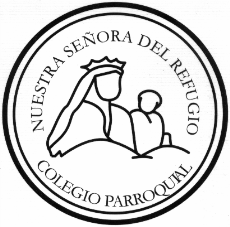 NUESTRA SEÑORA DEL REFUGIO
COLEGIO PARROQUIAL